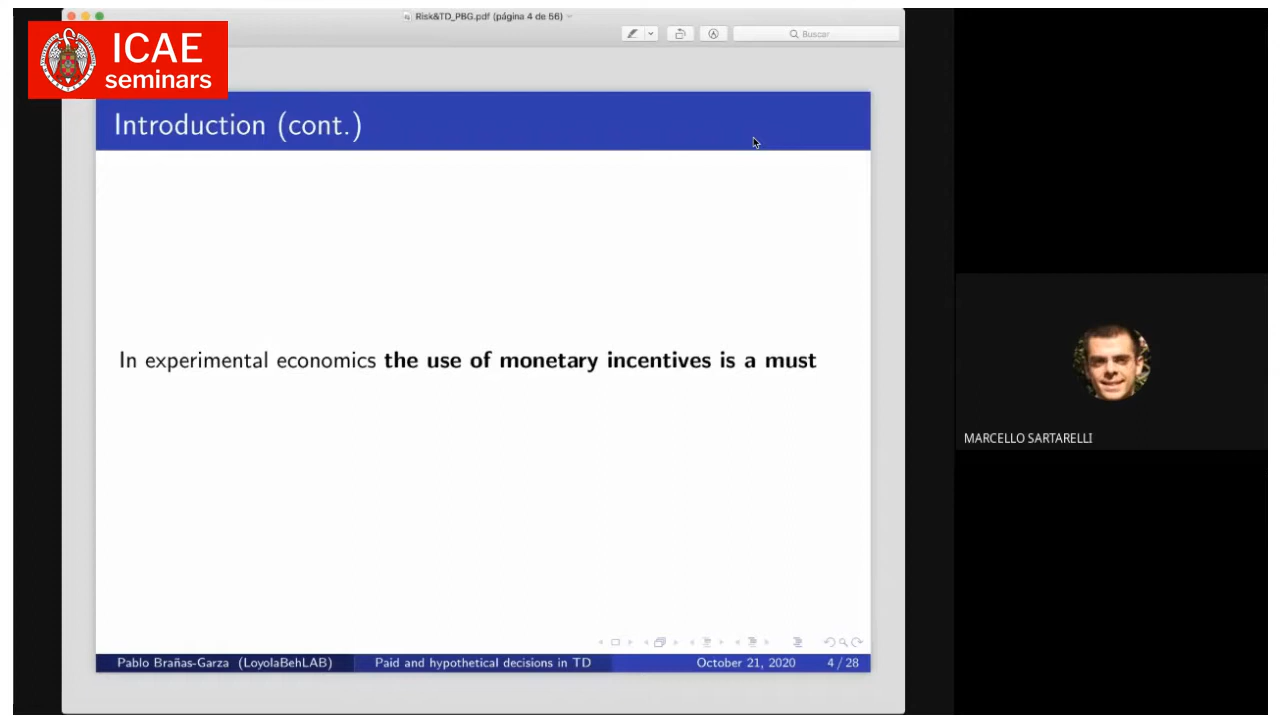 Risk&TD_PBG.pdf (página 4 de 56)
Buscar
ICAE
seminars
Introduction (cont.)
In experimental economics the use of monetary incentives is a must
MARCELLO SARTARELLI
Pablo Brañas-Garza (LoyolaBehLAB) Paid and hypothetical decisions in TD October 21, 2020 4 / 28